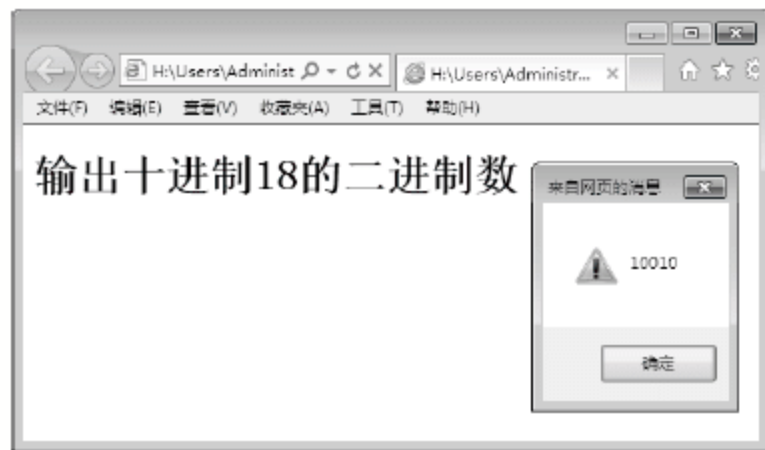 H:\Users\Administ
H:\Users\Administr...
文件(F) 编辑(E) 查看(V) 收藏夹(A) 工具(T) 帮助(H)
输出十进制18的二进制数
来自网页的消息
10010
确定